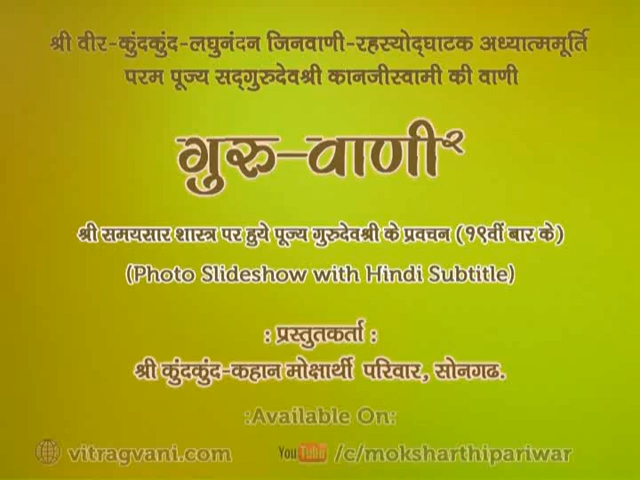 श्री वीर-कुंदकुंद-लघुनंदन जिनवाणी-रहस्योद्घाटक अध्यात्ममूर्ति
परम पूज्य सद्गुरुदेवश्री कानजीस्वामी की वाणी
गुरु-वाणी२
श्री समयसार शास्त्र पर हुये पूज्य गुरुदेवश्री के प्रवचन (१९वीं बार के)
(Photo Slideshow with Hindi Subtitle)
: प्रस्तुतकर्ता :
श्री कुंदकुंद-कहान मोक्षार्थी परिवार, सोनगढ.
:Available On:
vitragvani.com YouTube /c/moksharthipariwar